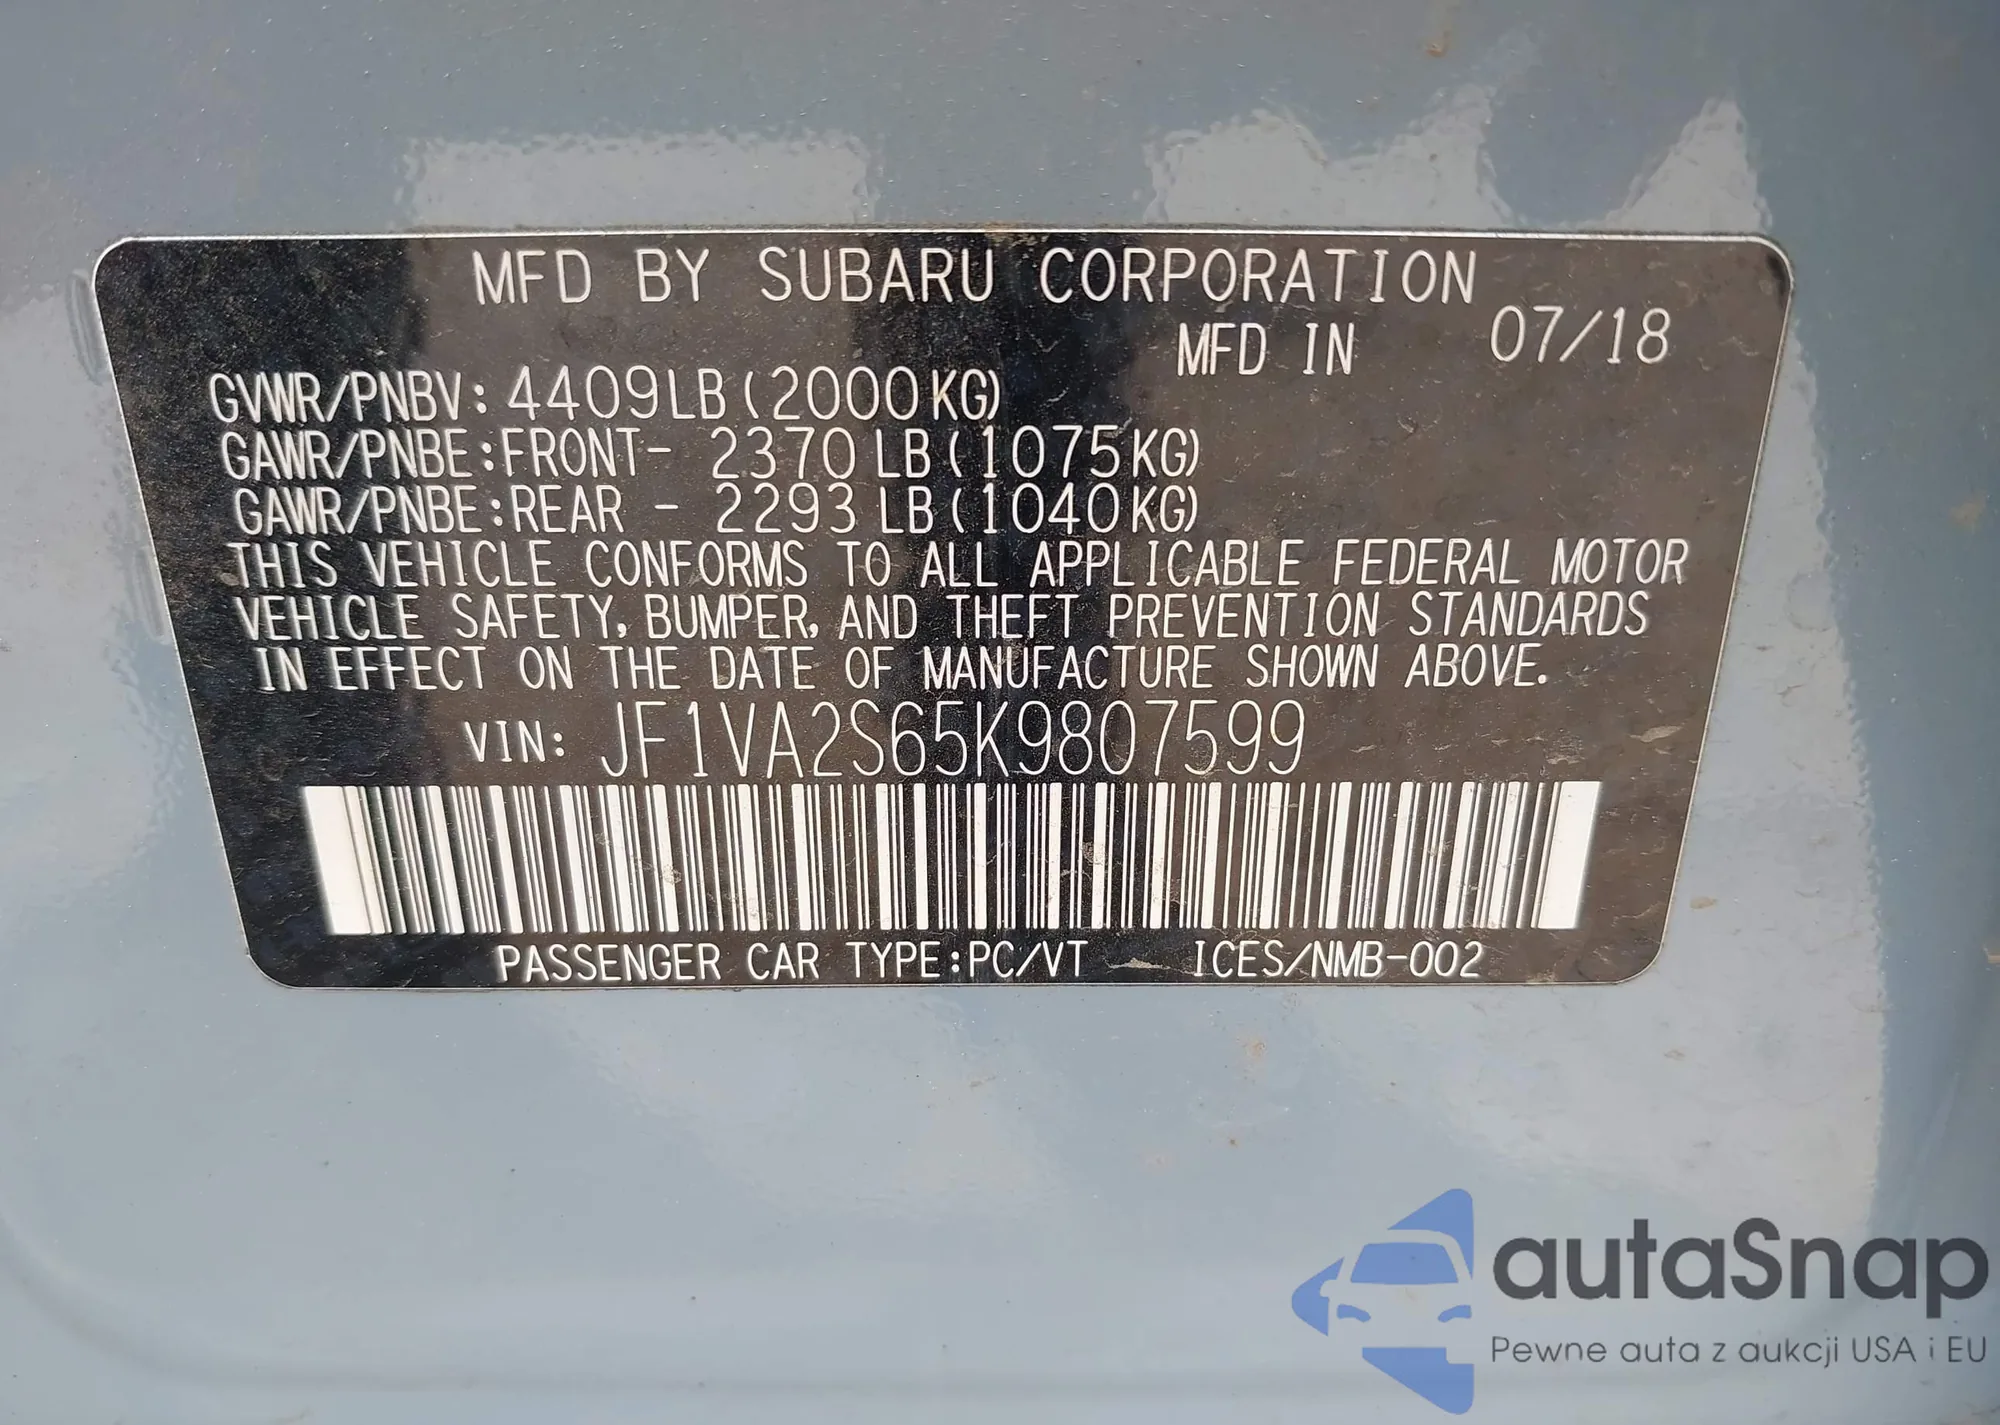 MFD BY SUBARU CORPORATION
MFD IN 07/18
GVWR/PNBV: 4409LB (2000KG)
GAWR/PNBE:FRONT- 2370 LB (1075KG)
GAWR/PNBE:REAR - 2293 LB (1040KG)
THIS VEHICLE CONFORMS TO ALL APPLICABLE FEDERAL MOTOR
VEHICLE SAFETY, BUMPER, AND THEFT PREVENTION STANDARDS
IN EFFECT ON THE DATE OF MANUFACTURE SHOWN ABOVE.
VIN: JF1VA2S65K9807599
PASSENGER CAR TYPE:PC/VT ICES/NMB-002
autaSnap
Pewne auta z aukcji USA i EU